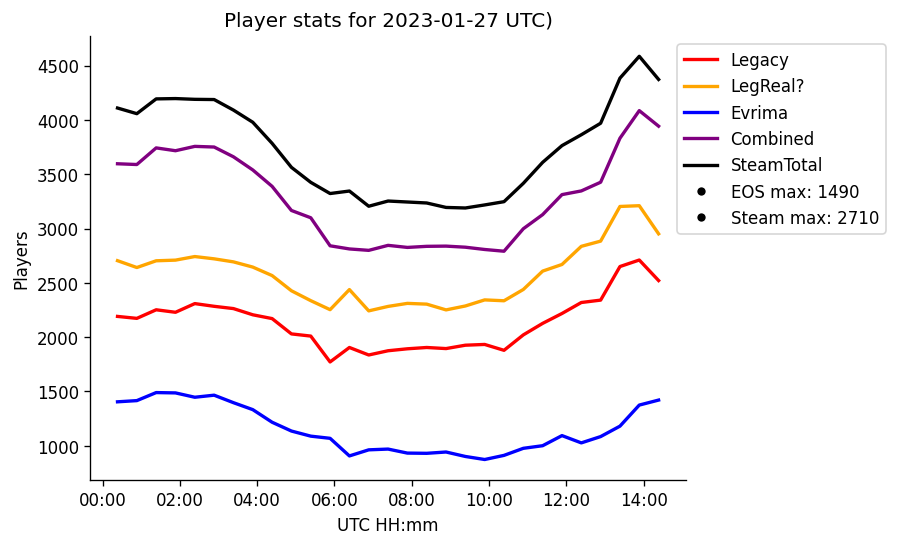 Player stats for 2023-01-27 UTC)
Players
4500
4000
3500
3000
2500
2000
1500
1000
00:00 02:00 04:00 06:00 08:00 10:00 12:00 14:00
UTC HH:mm
Legacy
LegReal?
Evrima
Combined
SteamTotal
EOS max: 1490
Steam max: 2710